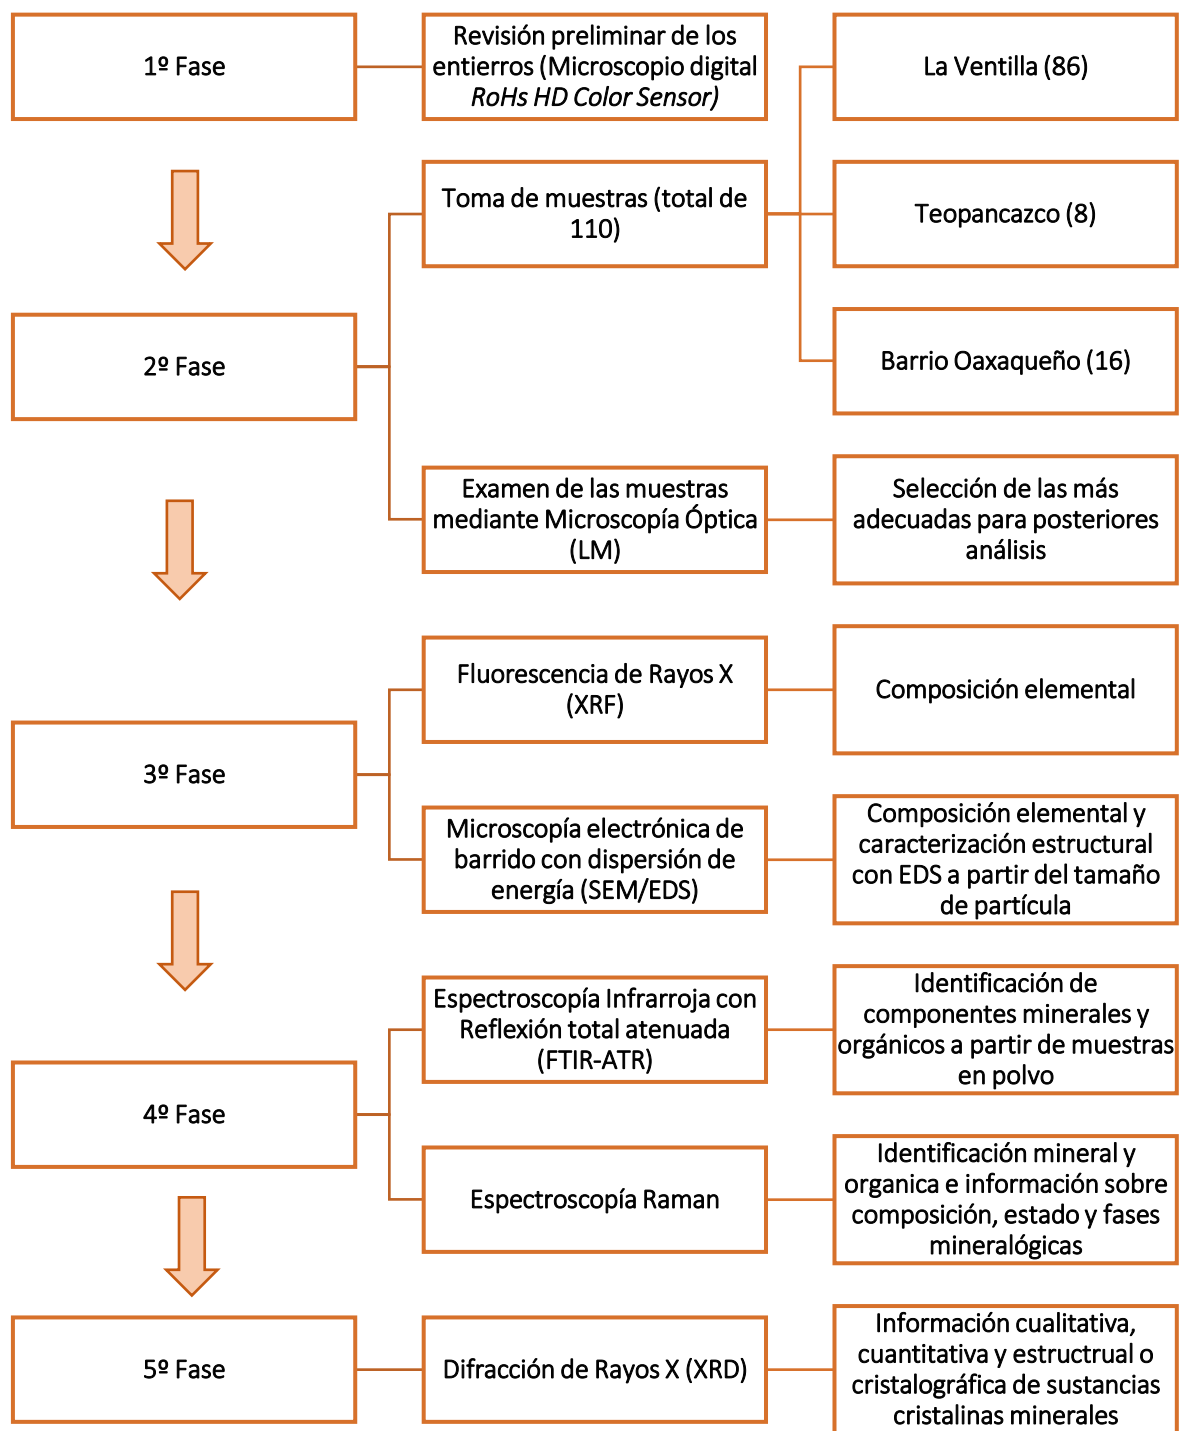 1º Fase
Revisión preliminar de los
entierros (Microscopio digital
RoHs HD Color Sensor)
La Ventilla (86)
Toma de muestras (total de
110)
Teopancazco (8)
2º Fase
Barrio Oaxaqueño (16)
Examen de las muestras
mediante Microscopía Óptica
(LM)
Selección de las más
adecuadas para posteriores
análisis
3º Fase
Fluorescencia de Rayos X
(XRF)
Composición elemental
Microscopía electrónica de
barrido con dispersión de
energía (SEM/EDS)
Composición elemental y
caracterización estructural
con EDS a partir del tamaño
de partícula
4º Fase
Espectroscopía Infrarroja con
Reflexión total atenuada
(FTIR-ATR)
Identificación de
componentes minerales y
orgánicos a partir de muestras
en polvo
Espectroscopía Raman
Identificación mineral y
organica e información sobre
composición, estado y fases
mineralógicas
5º Fase
Difracción de Rayos X (XRD)
Información cualitativa,
cuantitativa y estructrual o
cristalográfica de sustancias
cristalinas minerales